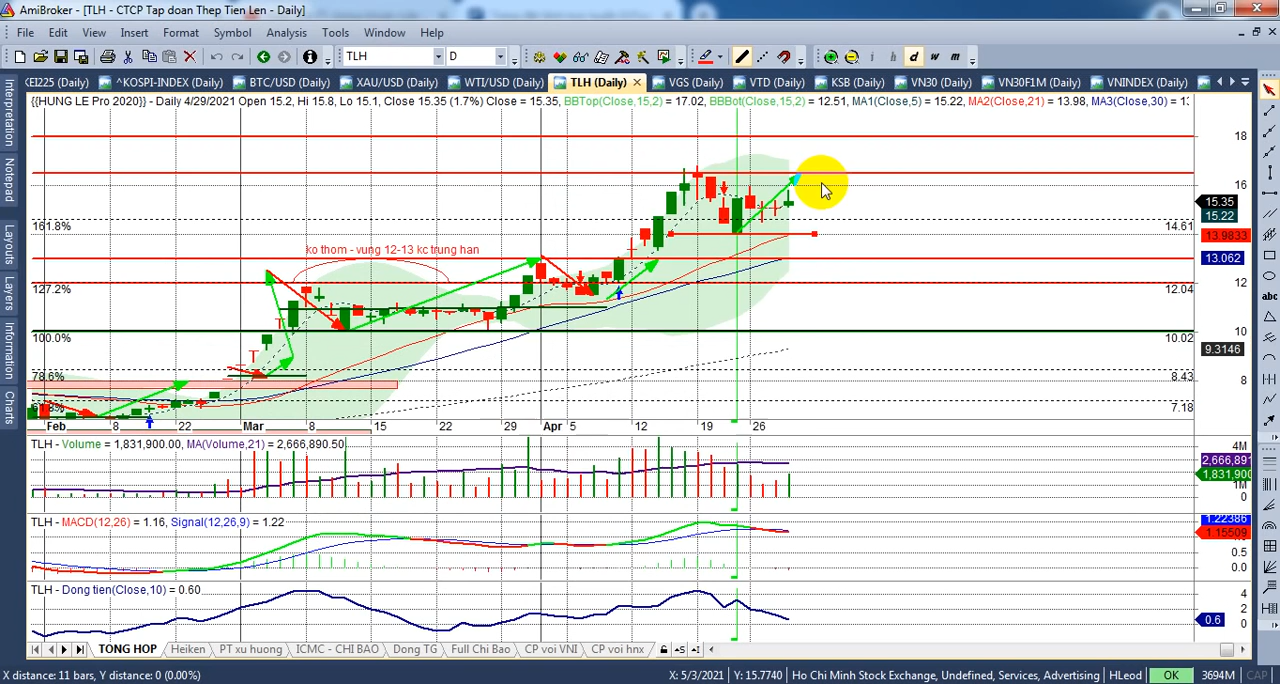 AmiBroker - [TLH - CTCP Tap doan Thep Tien Len - Daily]
File Edit View Insert Format Symbol Analysis Tools Window Help
TLH D i h d w m
EI225 (Daily) ^KOSPI-INDEX (Daily) BTC/USD (Daily) XAU/USD (Daily) WTI/USD (Daily) TLH (Daily) VGS (Daily) VTD (Daily) KSB (Daily) VN30 (Daily) VN30F1M (Daily) VNINDEX (Daily)
{{HUNG LE Pro 2020}} - Daily 4/29/2021 Open 15.2, Hi 15.8, Lo 15.1, Close 15.35 (1.7%) Close = 15.35, BBTop(Close,15,2) = 17.02, BBBot(Close,15,2) = 12.51, MA1(Close,5) = 15.22, MA2(Close,21) = 13.98, MA3(Close,30) = 1
Interpretation
Notepad
Layouts
Layers
Information
Charts
18
16
15.35
15.22
161.8% 14.61
13.9833
ko thom - vung 12-13 kc trung han
13.062
12
127.2% 12.04
10
100.0% 10.02
9.3146
78.6% 8.43
8
7.18
Feb 8 22 Mar 8 15 22 29 Apr 5 12 19 26
TLH - Volume = 1,831,900.00, MA(Volume,21) = 2,666,890.50
4M
2,666,891
1,831,900
1M
0
TLH - MACD(12,26) = 1.16, Signal(12,26,9) = 1.22
1.22386
1.15509
0.5
0.0
TLH - Dong tien(Close,10) = 0.60
4
2
0.6
0
abc
TONG HOP Heiken PT xu huong ICMC - CHI BAO Dong TG Full Chi Bao CP voi VNI CP voi hnx
X distance: 11 bars, Y distance: 0 (0.00%) X: 5/3/2021 Y: 15.7740 Ho Chi Minh Stock Exchange, Undefined, Services, Advertising HLeod OK 3694M CAP